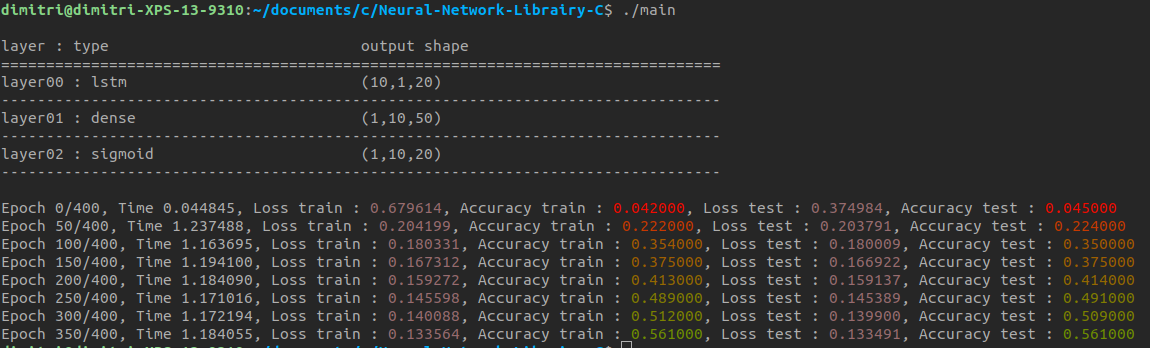 dimitri@dimitri-XPS-13-9310:~/documents/c/Neural-Network-Librairy-C$ ./main
layer : type output shape
================================================================================
layer00 : lstm (10,1,20)
--------------------------------------------------------------------------------
layer01 : dense (1,10,50)
--------------------------------------------------------------------------------
layer02 : sigmoid (1,10,20)
--------------------------------------------------------------------------------
Epoch 0/400, Time 0.044845, Loss train : 0.679614, Accuracy train : 0.042000, Loss test : 0.374984, Accuracy test : 0.045000
Epoch 50/400, Time 1.237488, Loss train : 0.204199, Accuracy train : 0.222000, Loss test : 0.203791, Accuracy test : 0.224000
Epoch 100/400, Time 1.163695, Loss train : 0.180331, Accuracy train : 0.354000, Loss test : 0.180009, Accuracy test : 0.350000
Epoch 150/400, Time 1.194100, Loss train : 0.167312, Accuracy train : 0.375000, Loss test : 0.166922, Accuracy test : 0.375000
Epoch 200/400, Time 1.184090, Loss train : 0.159272, Accuracy train : 0.413000, Loss test : 0.159137, Accuracy test : 0.414000
Epoch 250/400, Time 1.171016, Loss train : 0.145598, Accuracy train : 0.489000, Loss test : 0.145389, Accuracy test : 0.491000
Epoch 300/400, Time 1.172194, Loss train : 0.140088, Accuracy train : 0.512000, Loss test : 0.139900, Accuracy test : 0.509000
Epoch 350/400, Time 1.184055, Loss train : 0.133564, Accuracy train : 0.561000, Loss test : 0.133491, Accuracy test : 0.561000